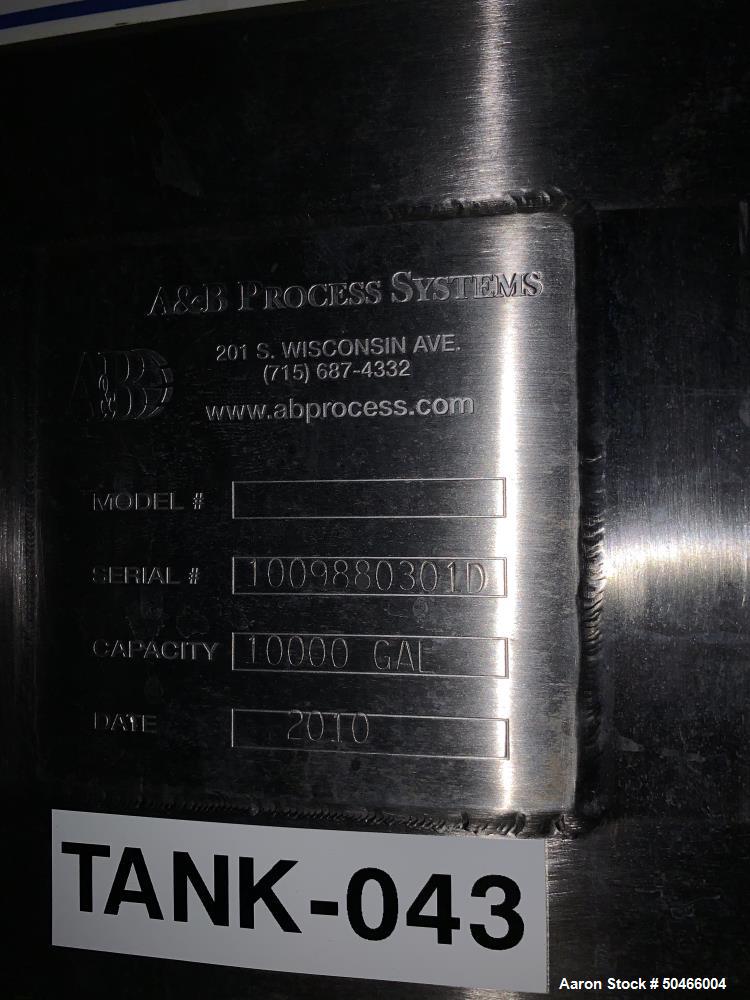 A&B PROCESS SYSTEMS
201 S. WISCONSIN AVE.
(715) 687-4332
A&B
www.abprocess.com
MODEL #
SERIAL # 1009880301D
CAPACITY 10000 GAL
DATE 2010
TANK-043
Aaron Stock # 50466004